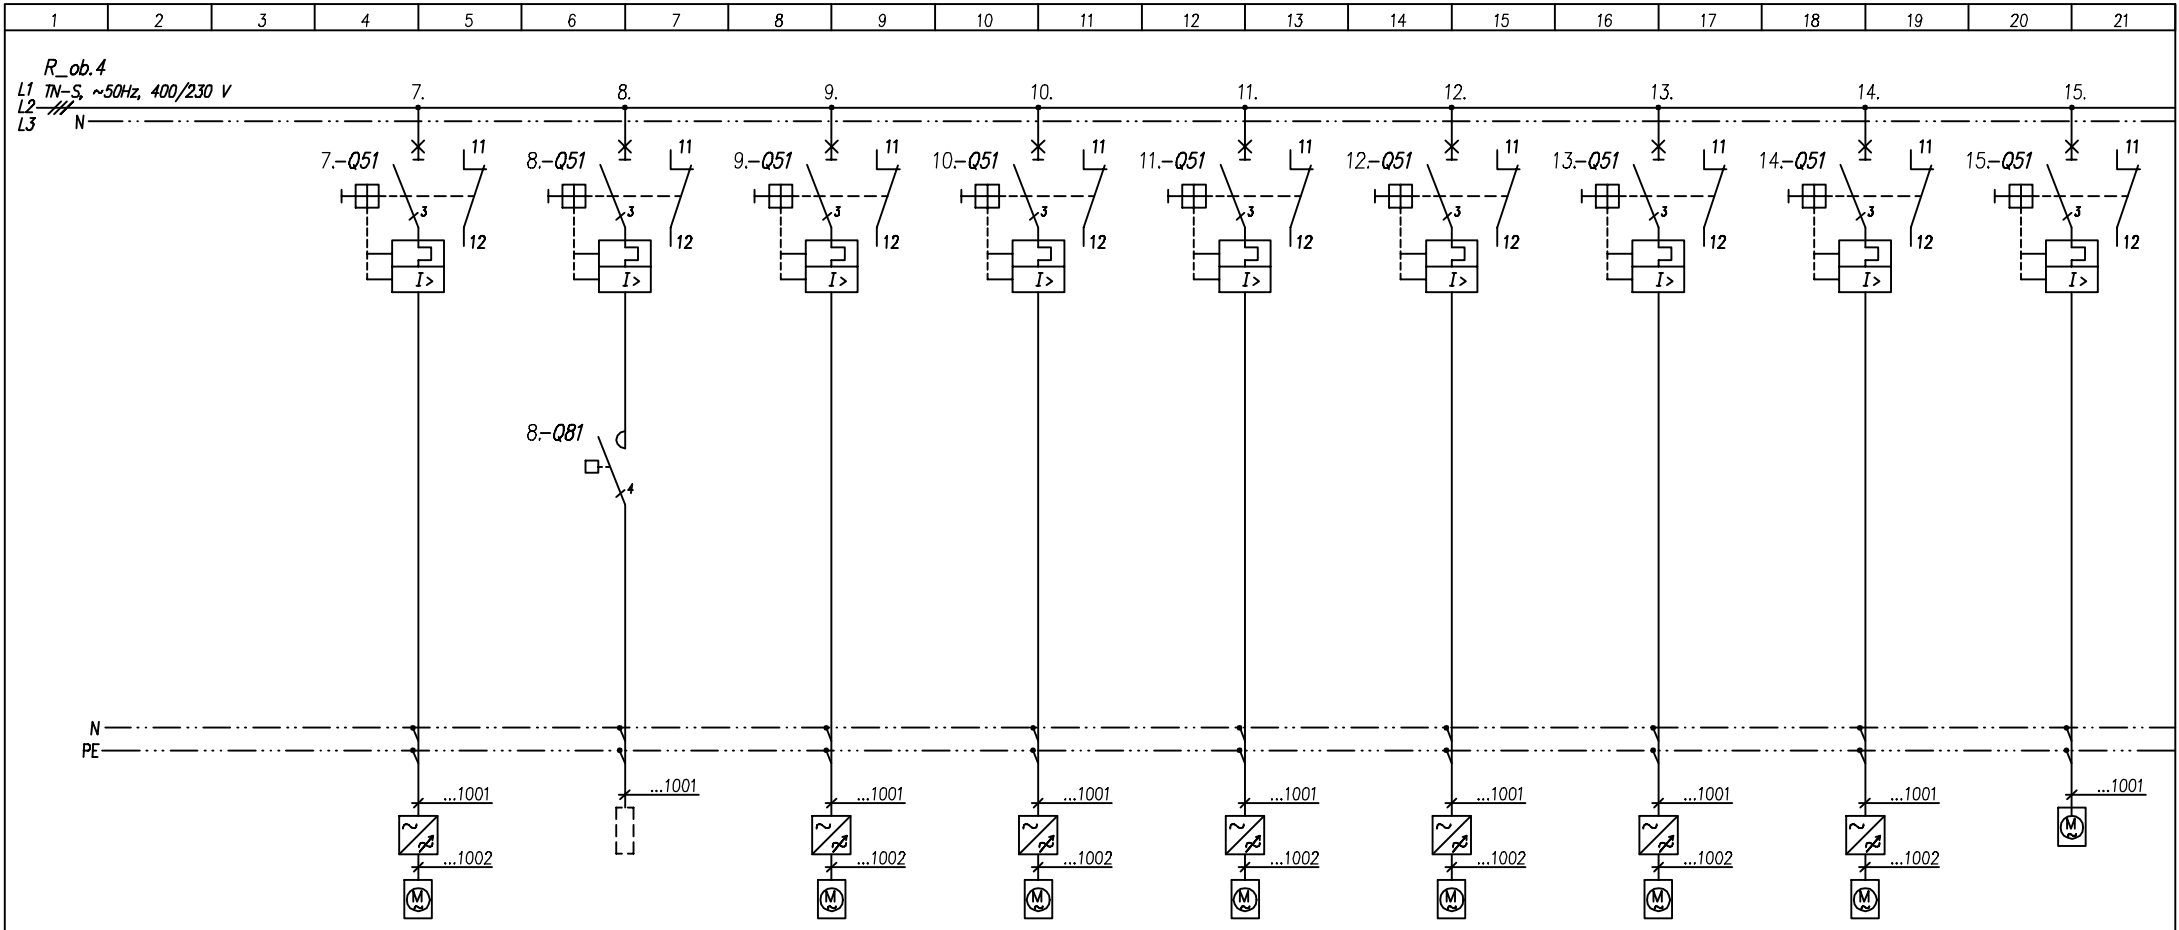 1 2 3 4 5 6 7 8 9 10 11 12 13 14 15 16 17 18 19 20 21
R_ob.4
L1 TN-S, ~50Hz, 400/230 V 7. 8. 9. 10. 11. 12. 13. 14. 15.
L2
L3 N
11 11 11 11 11 11 11 11 11
7.-Q51 8.-Q51 9.-Q51 10.-Q51 11.-Q51 12.-Q51 13.-Q51 14.-Q51 15.-Q51
3 3 3 3 3 3 3 3 3
12 12 12 12 12 12 12 12 12
I> I> I> I> I> I> I> I> I>
8.-Q81
4
N
PE
...1001 ...1001
...1001 ...1001 ...1001 ...1001 ...1001 ...1001 ...1001
~ ~ ~ ~ ~ ~ ~
M~
...1002 ...1002 ...1002 ...1002 ...1002 ...1002 ...1002
M~ M~ M~ M~ M~ M~ M~